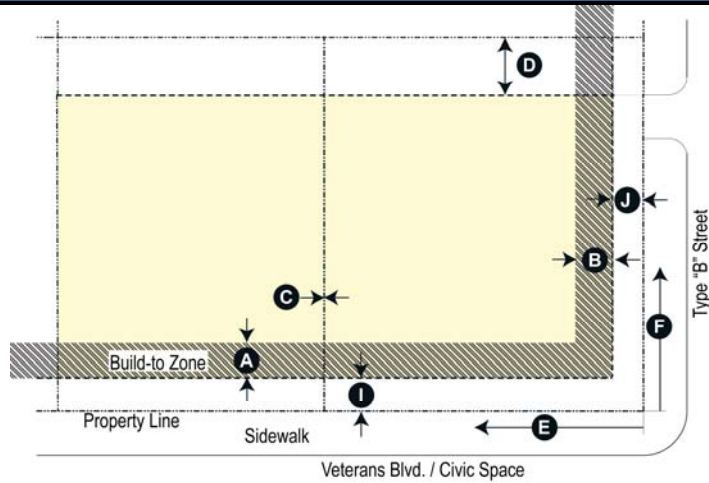 D
J
B
C
F
Build-to Zone
A
I
Property Line
E
Sidewalk
Veterans Blvd. / Civic Space
Type "B" Street